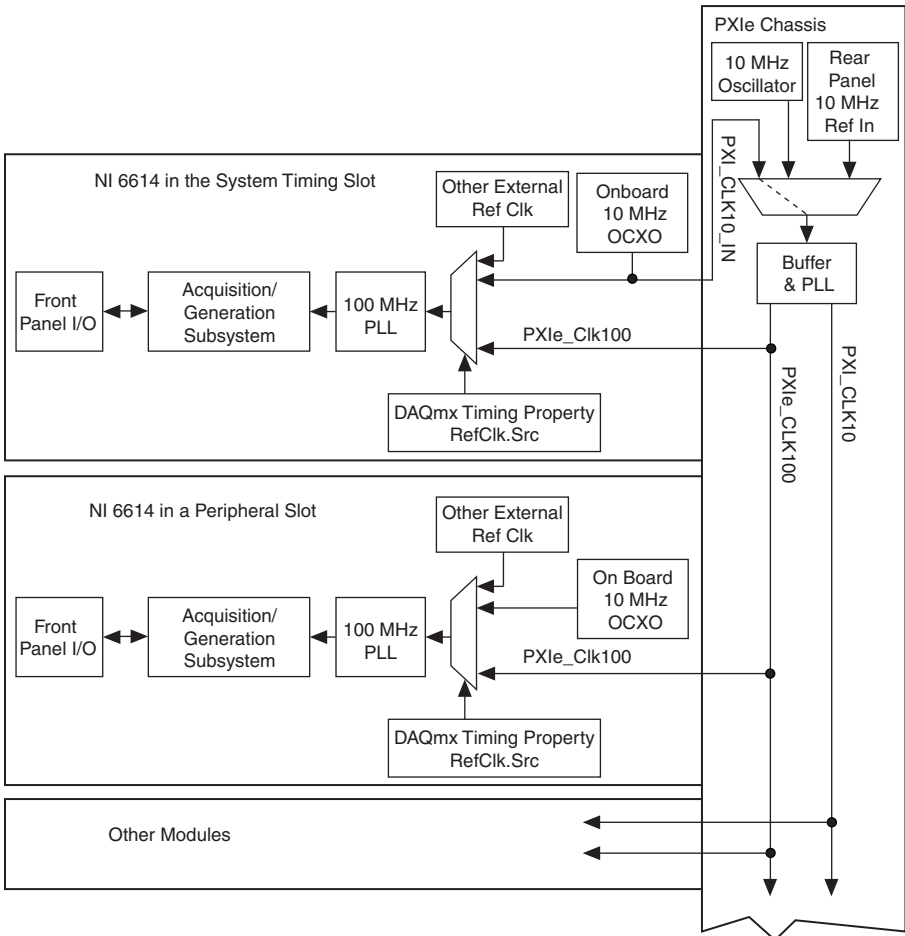 PXIe Chassis
10 MHz
Oscillator
Rear
Panel
10 MHz
Ref In
PXI_CLK10_IN
Buffer
& PLL
PXIe_CLK100
PXI_CLK10
NI 6614 in the System Timing Slot
Other External
Ref Clk
Onboard
10 MHz
OCXO
Front
Panel I/O
Acquisition/
Generation
Subsystem
100 MHz
PLL
PXIe_Clk100
DAQmx Timing Property
RefClk.Src
NI 6614 in a Peripheral Slot
Other External
Ref Clk
On Board
10 MHz
OCXO
Front
Panel I/O
Acquisition/
Generation
Subsystem
100 MHz
PLL
PXIe_Clk100
DAQmx Timing Property
RefClk.Src
Other Modules